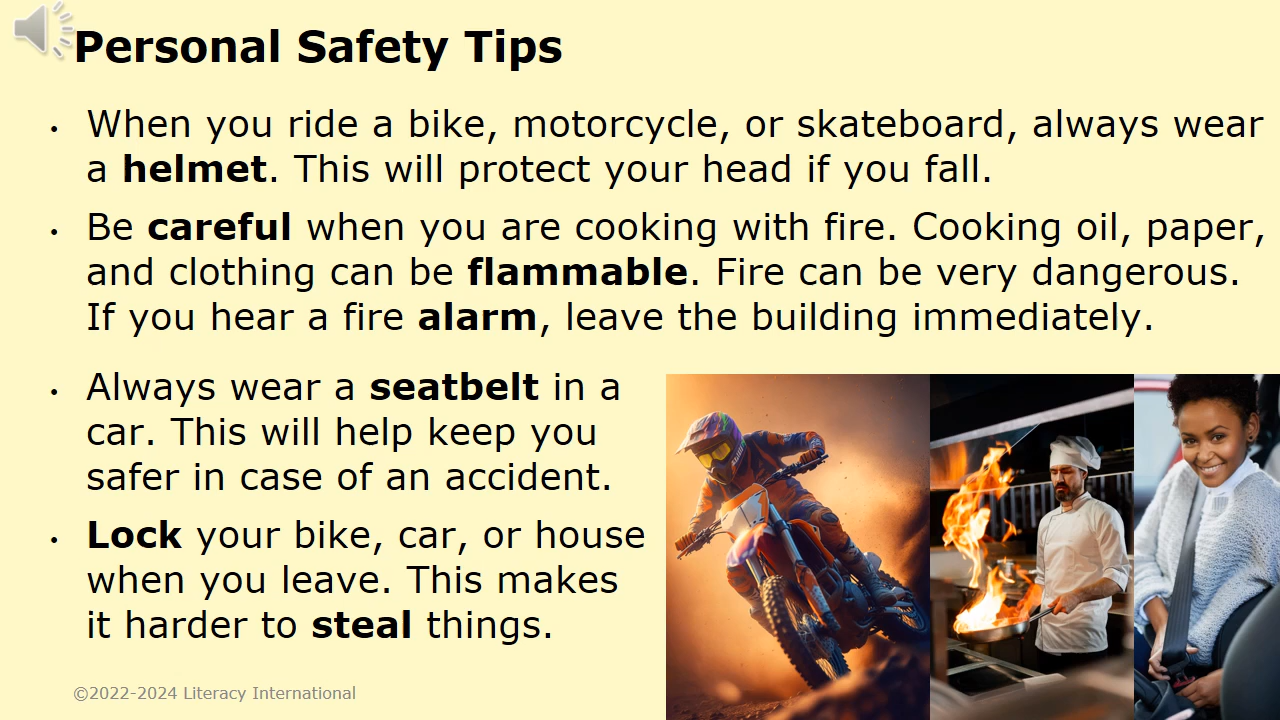 Personal Safety Tips
• When you ride a bike, motorcycle, or skateboard, always wear
a helmet. This will protect your head if you fall.
• Be careful when you are cooking with fire. Cooking oil, paper,
and clothing can be flammable. Fire can be very dangerous.
If you hear a fire alarm, leave the building immediately.
• Always wear a seatbelt in a
car. This will help keep you
safer in case of an accident.
• Lock your bike, car, or house
when you leave. This makes
it harder to steal things.
©2022-2024 Literacy International